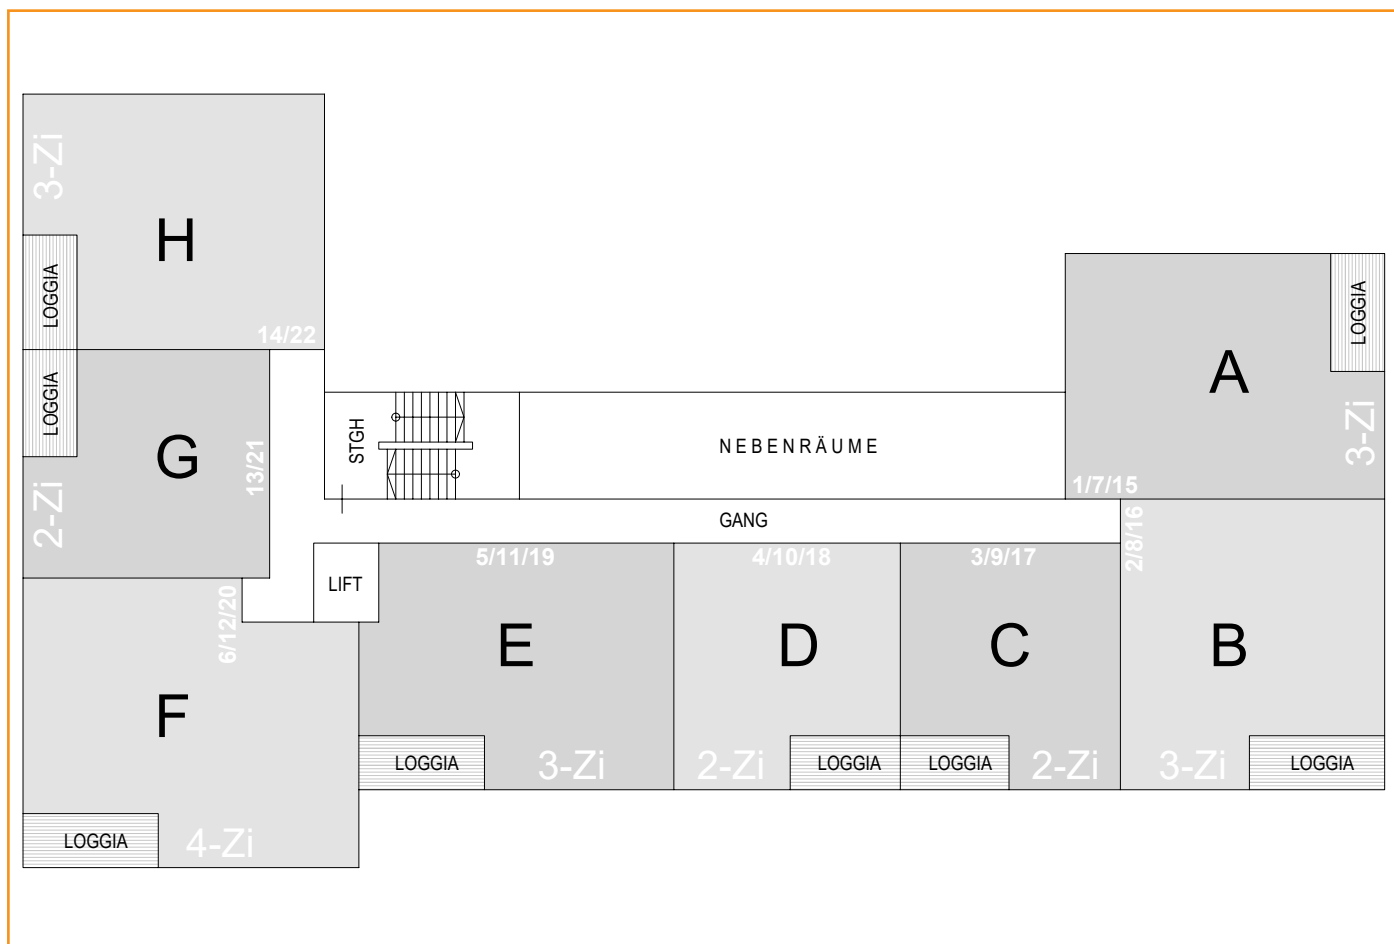 3-Zi
H
LOGGIA
14/22
LOGGIA
G
13/21
2-Zi
STGH
NEBENRÄUME
LOGGIA
A
3-Zi
1/7/15
GANG
2/8/16
LIFT
5/11/19
4/10/18
3/9/17
6/12/20
E
D
C
B
F
LOGGIA
3-Zi
2-Zi
LOGGIA
LOGGIA
2-Zi
3-Zi
LOGGIA
LOGGIA
4-Zi